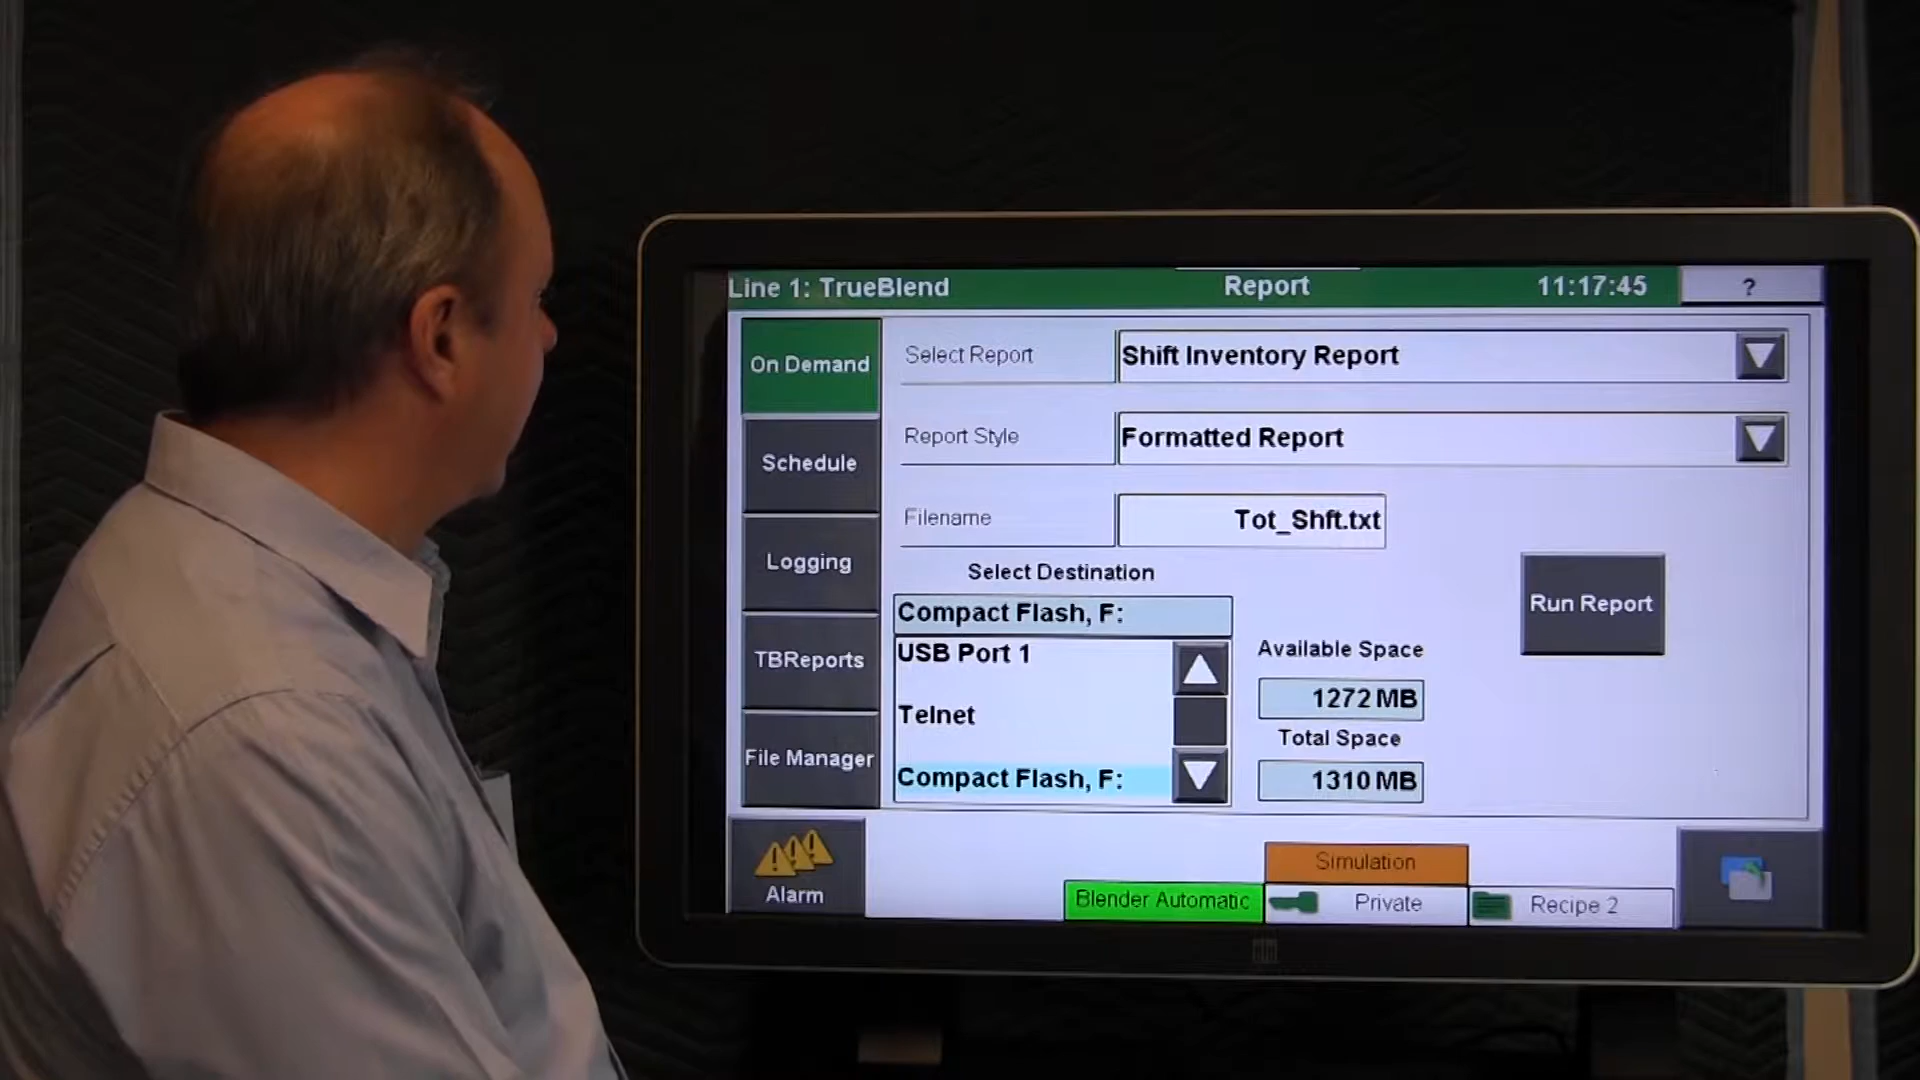 Line 1: TrueBlend Report 11:17:45 ?
On Demand
Select Report Shift Inventory Report
Report Style Formatted Report
Schedule
Filename Tot_Shft.txt
Logging
Select Destination
Compact Flash, F:
Run Report
USB Port 1
Available Space
TBReports
1272 MB
Telnet
Total Space
File Manager
Compact Flash, F:
1310 MB
Simulation
Alarm
Blender Automatic Private Recipe 2